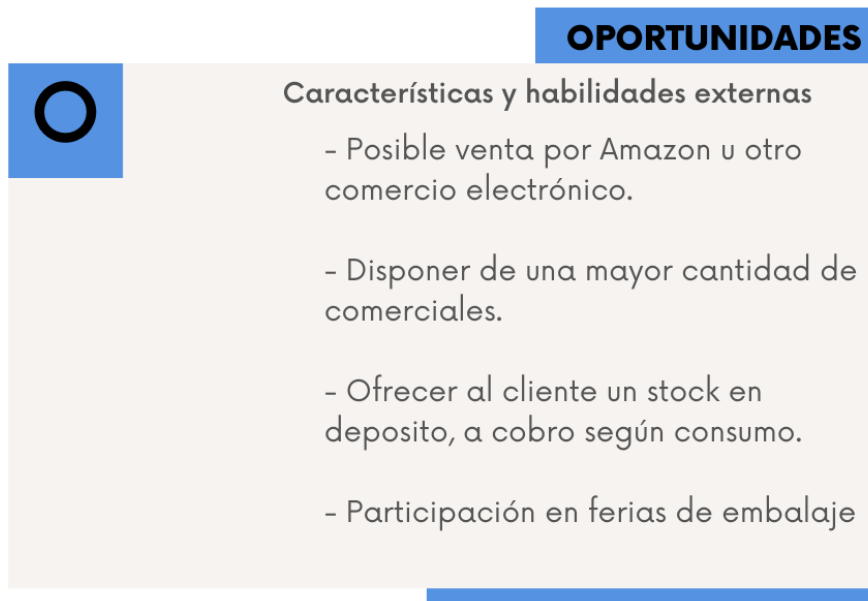 OPORTUNIDADES
O
Características y habilidades externas
- Posible venta por Amazon u otro
comercio electrónico.
- Disponer de una mayor cantidad de
comerciales.
- Ofrecer al cliente un stock en
deposito, a cobro según consumo.
- Participación en ferias de embalaje